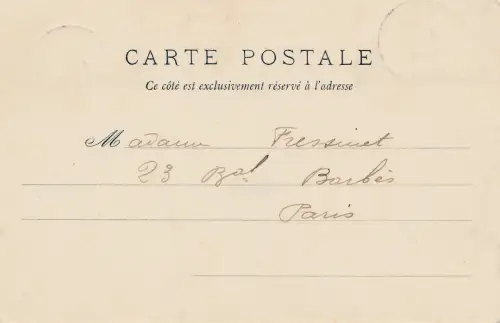 CARTE POSTALE
Ce côté est exclusivement réservé à l'adresse
Madame Fressinet
23 Bd Barbès
Paris